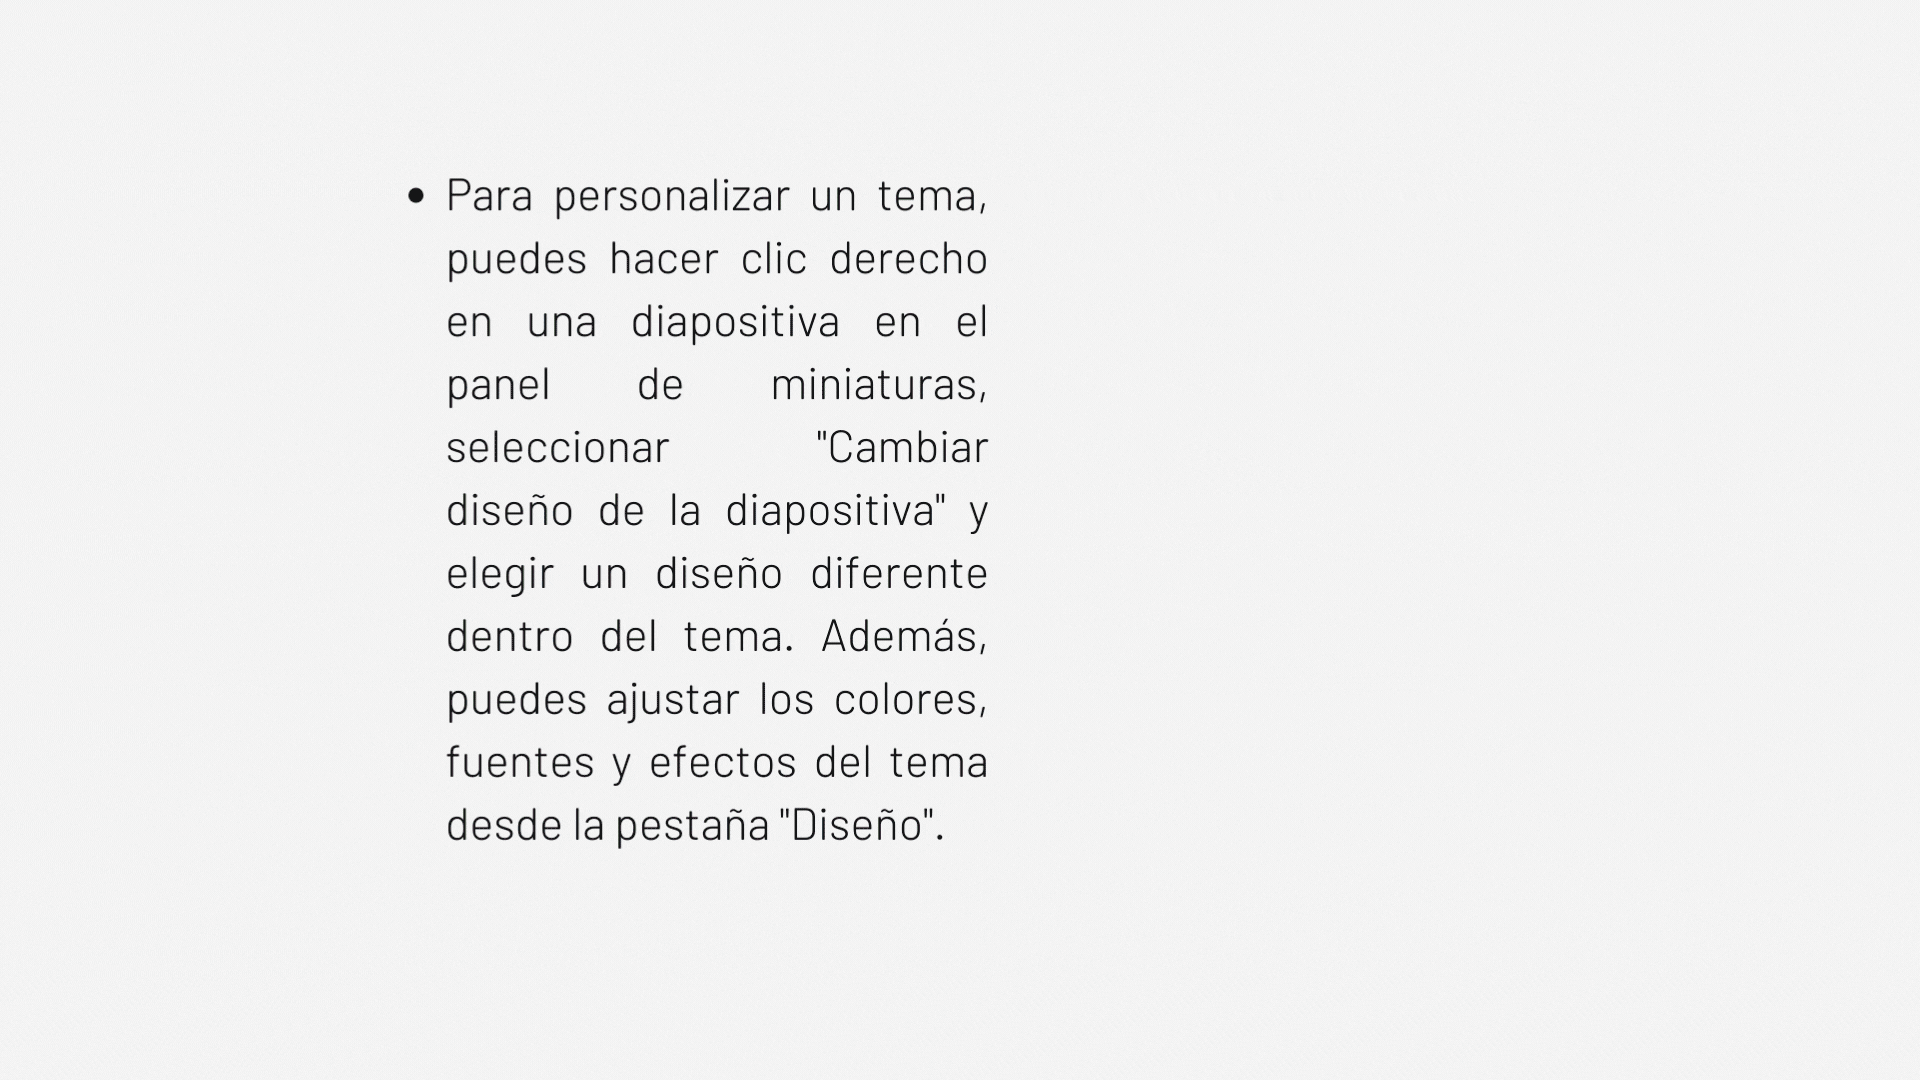 • Para personalizar un tema,
puedes hacer clic derecho
en una diapositiva en el
panel de miniaturas,
seleccionar "Cambiar
diseño de la diapositiva" y
elegir un diseño diferente
dentro del tema. Además,
puedes ajustar los colores,
fuentes y efectos del tema
desde la pestaña "Diseño".